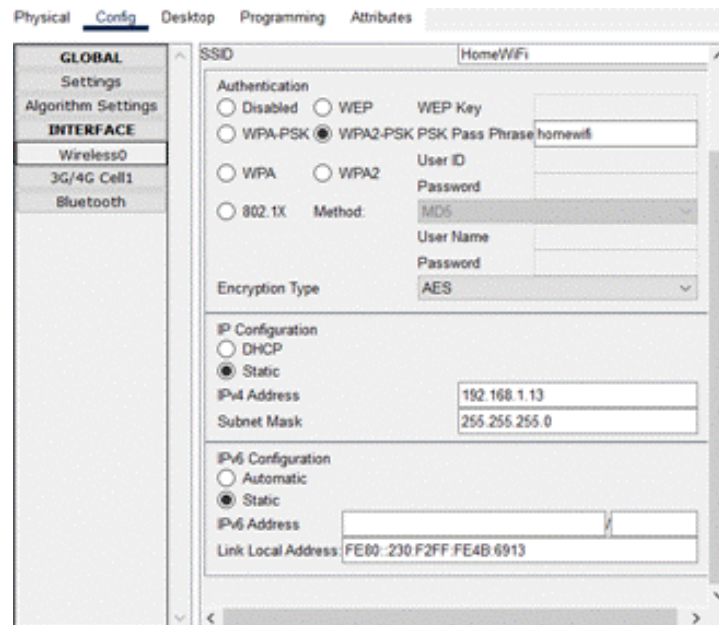 Physical Config Desktop Programming Attributes
GLOBAL
Settings
Algorithm Settings
INTERFACE
Wireless0
3G/4G Cell1
Bluetooth
SSID HomeWiFi
Authentication
Disabled WEP WEP Key
WPA-PSK WPA2-PSK PSK Pass Phrase homewifi
User ID
WPA WPA2
Password
802.1X Method: MD5
User Name
Password
Encryption Type AES
IP Configuration
DHCP
Static
IPv4 Address 192.168.1.13
Subnet Mask 255.255.255.0
IPv6 Configuration
Automatic
Static
IPv6 Address /
Link Local Address: FE80::230:F2FF:FE4B:6913